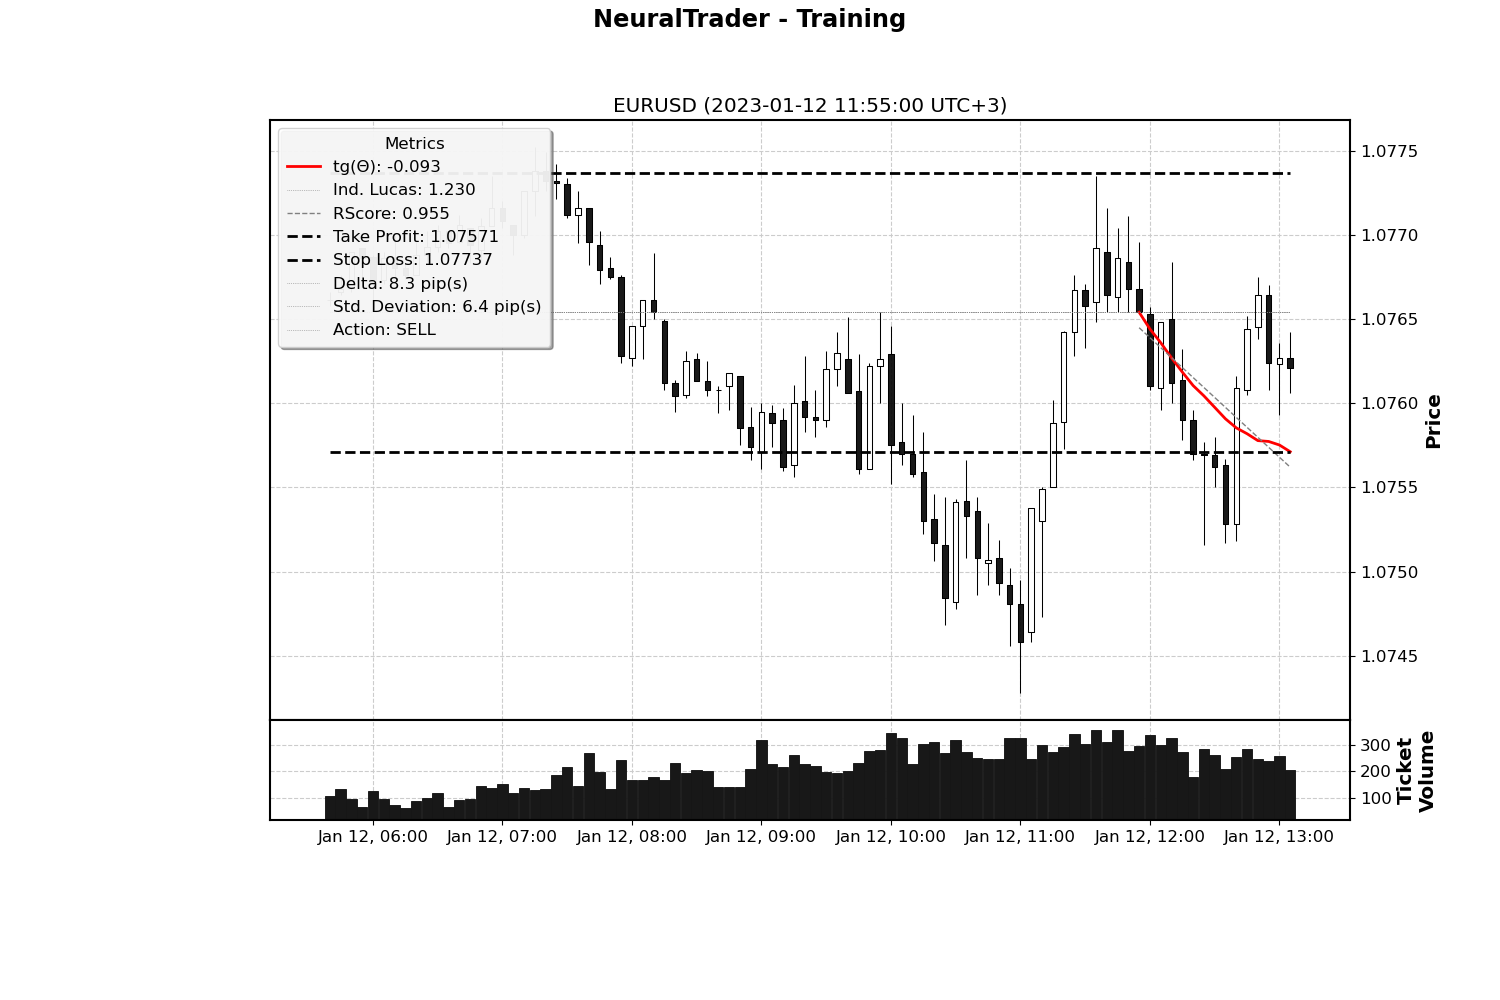 NeuralTrader - Training
EURUSD (2023-01-12 11:55:00 UTC+3)
Metrics
tg(Θ): -0.093
Ind. Lucas: 1.230
RScore: 0.955
Take Profit: 1.07571
Stop Loss: 1.07737
Delta: 8.3 pip(s)
Std. Deviation: 6.4 pip(s)
Action: SELL
1.0775
1.0770
1.0765
1.0760
1.0755
1.0750
1.0745
Price
300
200
100
Ticket
Volume
Jan 12, 06:00
Jan 12, 07:00
Jan 12, 08:00
Jan 12, 09:00
Jan 12, 10:00
Jan 12, 11:00
Jan 12, 12:00
Jan 12, 13:00